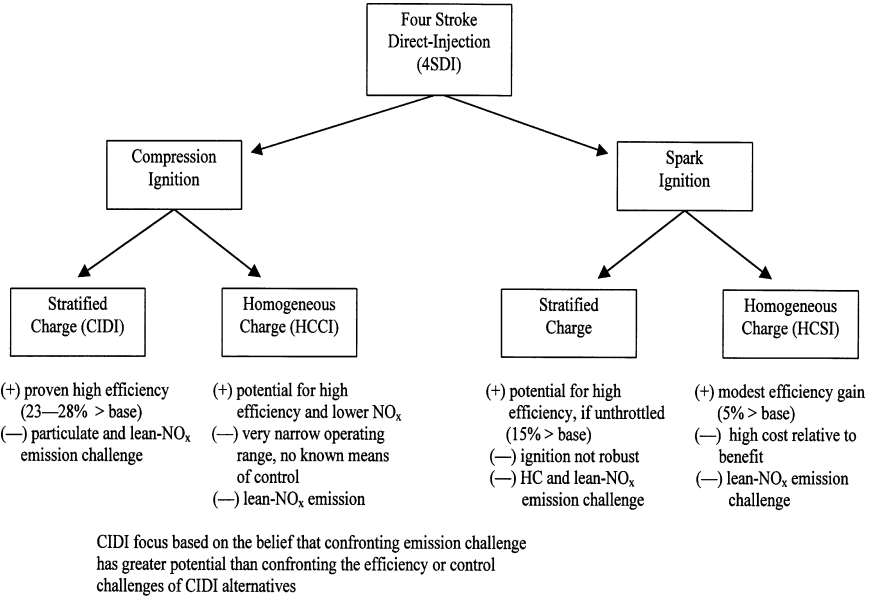 Four Stroke
Direct-Injection
(4SDI)
Compression
Ignition
Spark
Ignition
Stratified
Charge (CIDI)
Homogeneous
Charge (HCCI)
Stratified
Charge
Homogeneous
Charge (HCSI)
(+) proven high efficiency
(23—28% > base)
(—) particulate and lean-NOx
emission challenge
(+) potential for high
efficiency and lower NOx
(—) very narrow operating
range, no known means
of control
(—) lean-NOx emission
(+) potential for high
efficiency, if unthrottled
(15% > base)
(—) ignition not robust
(—) HC and lean-NOx
emission challenge
(+) modest efficiency gain
(5% > base)
(—) high cost relative to
benefit
(—) lean-NOx emission
challenge
CIDI focus based on the belief that confronting emission challenge
has greater potential than confronting the efficiency or control
challenges of CIDI alternatives